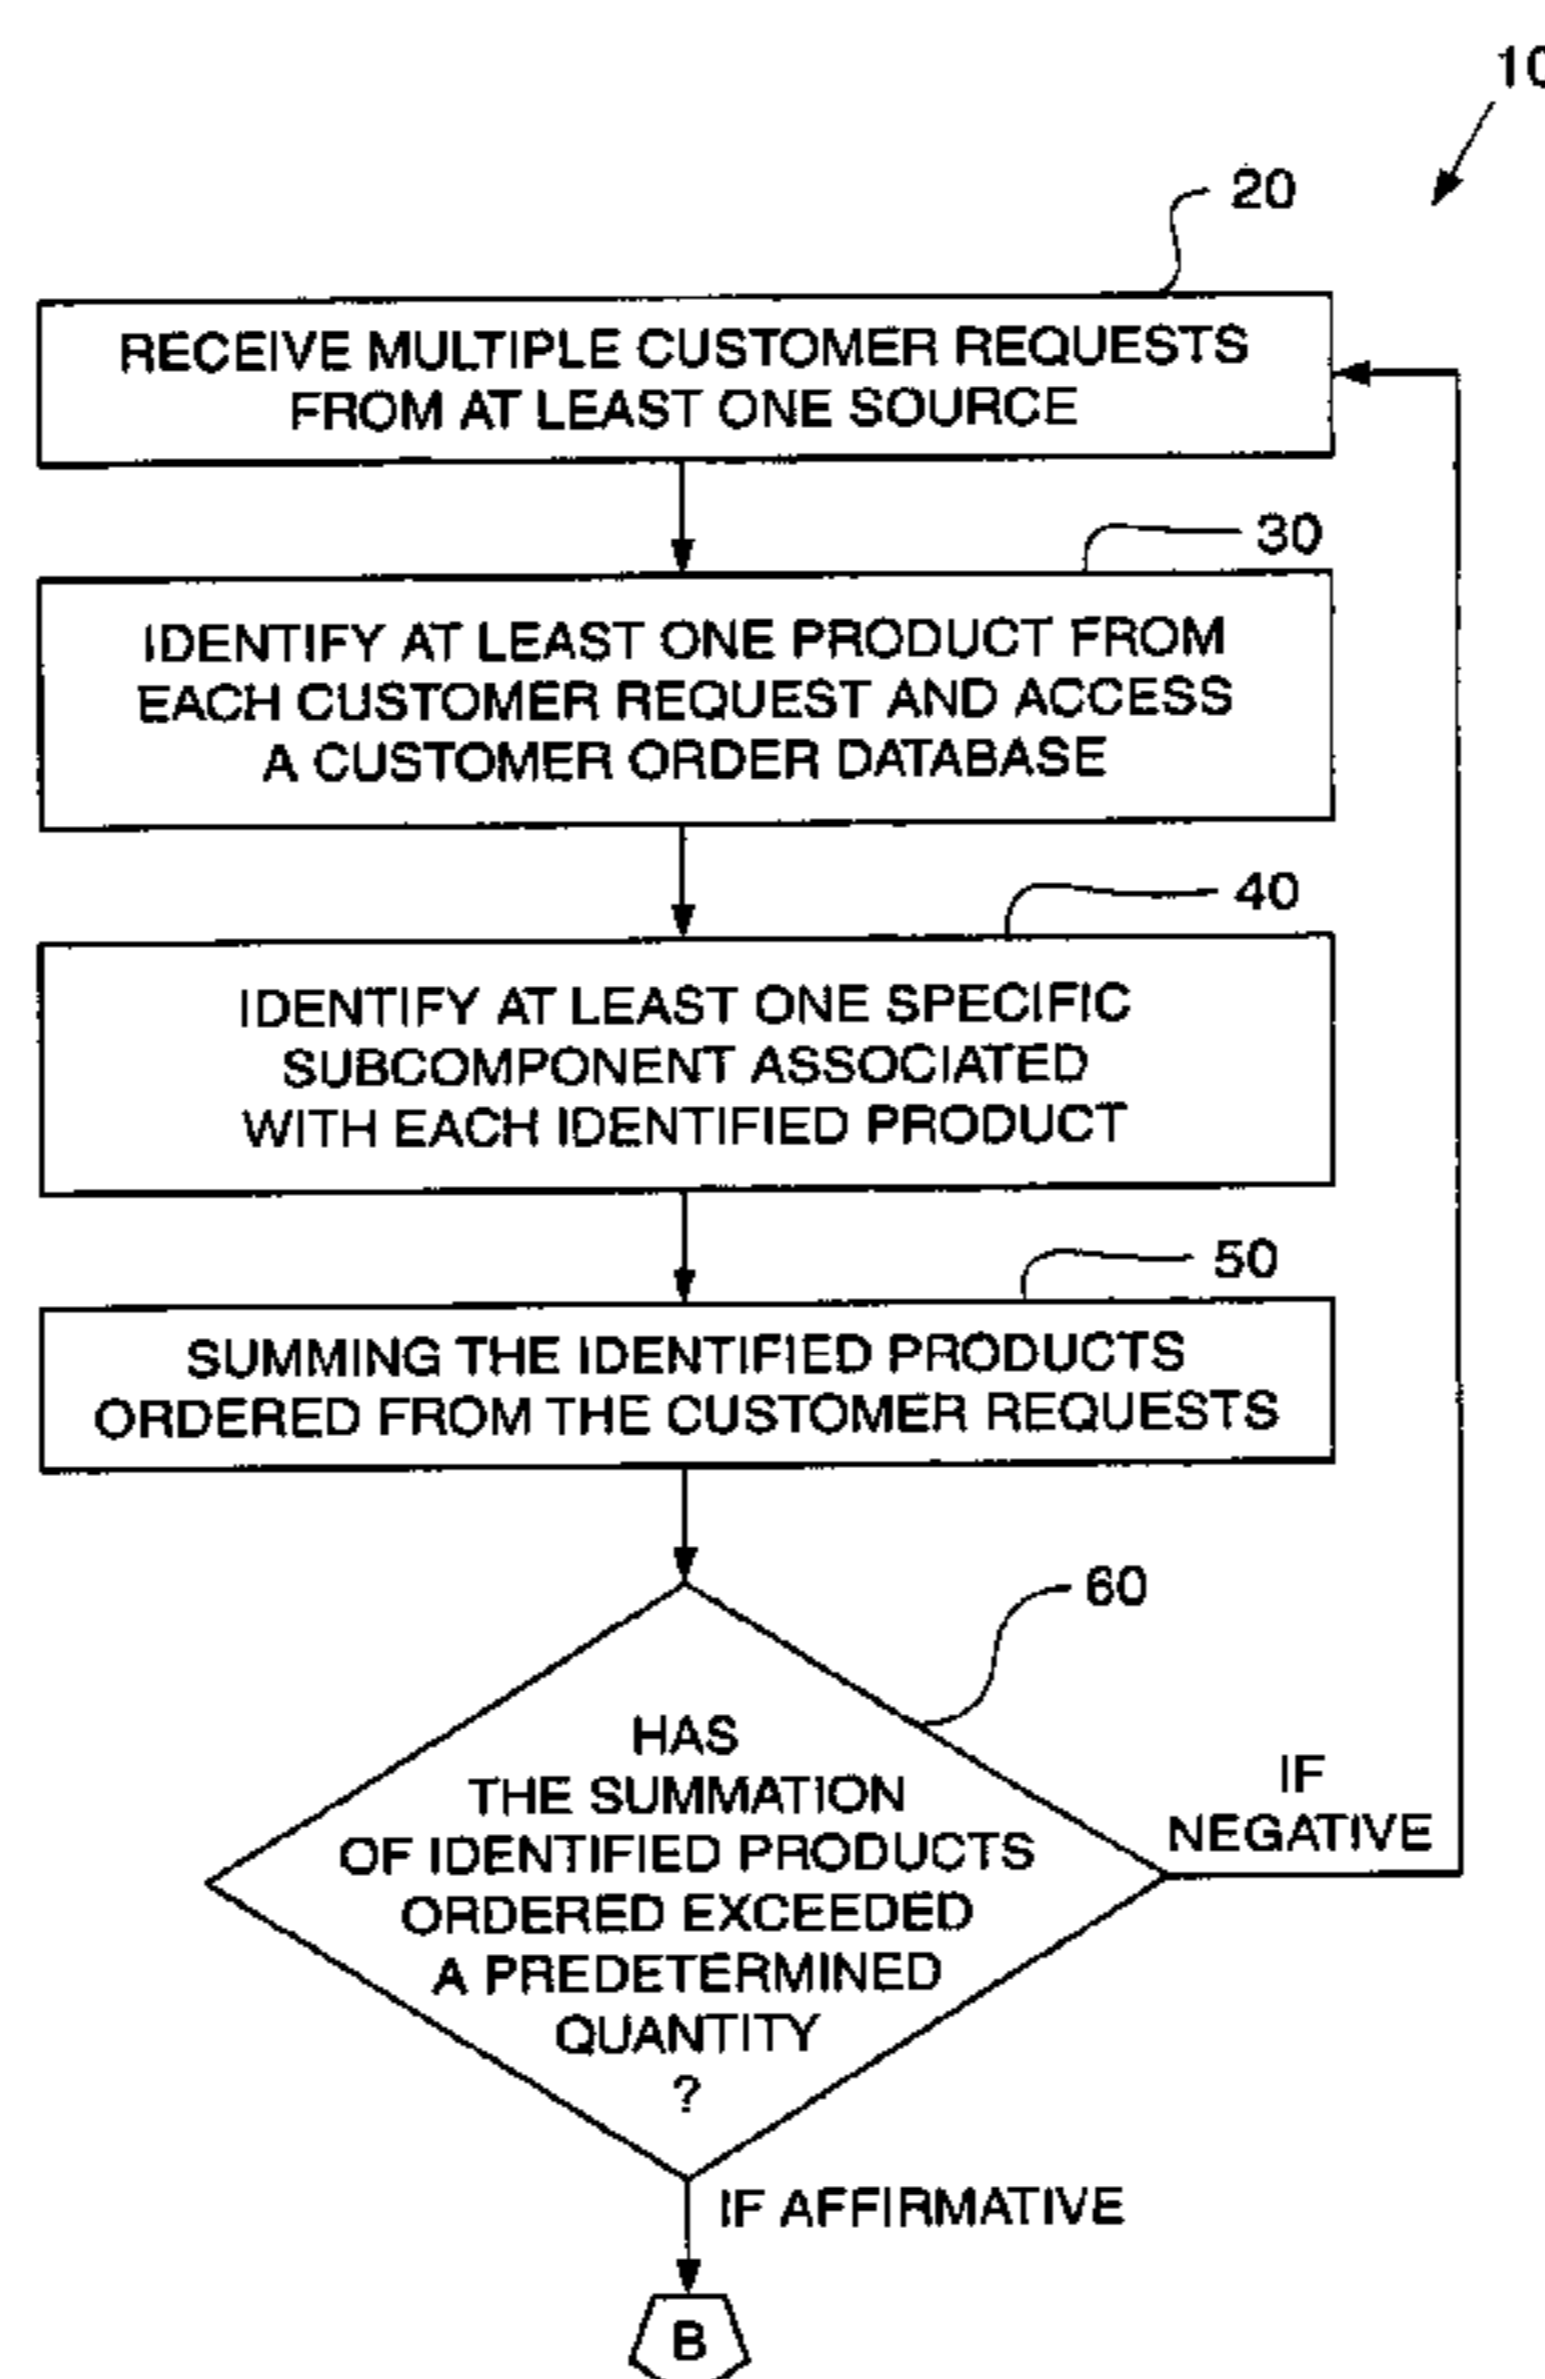 10
20
RECEIVE MULTIPLE CUSTOMER REQUESTS
FROM AT LEAST ONE SOURCE
30
IDENTIFY AT LEAST ONE PRODUCT FROM
EACH CUSTOMER REQUEST AND ACCESS
A CUSTOMER ORDER DATABASE
40
IDENTIFY AT LEAST ONE SPECIFIC
SUBCOMPONENT ASSOCIATED
WITH EACH IDENTIFIED PRODUCT
50
SUMMING THE IDENTIFIED PRODUCTS
ORDERED FROM THE CUSTOMER REQUESTS
60
HAS
THE SUMMATION
OF IDENTIFIED PRODUCTS
ORDERED EXCEEDED
A PREDETERMINED
QUANTITY
?
IF
NEGATIVE
IF AFFIRMATIVE
B